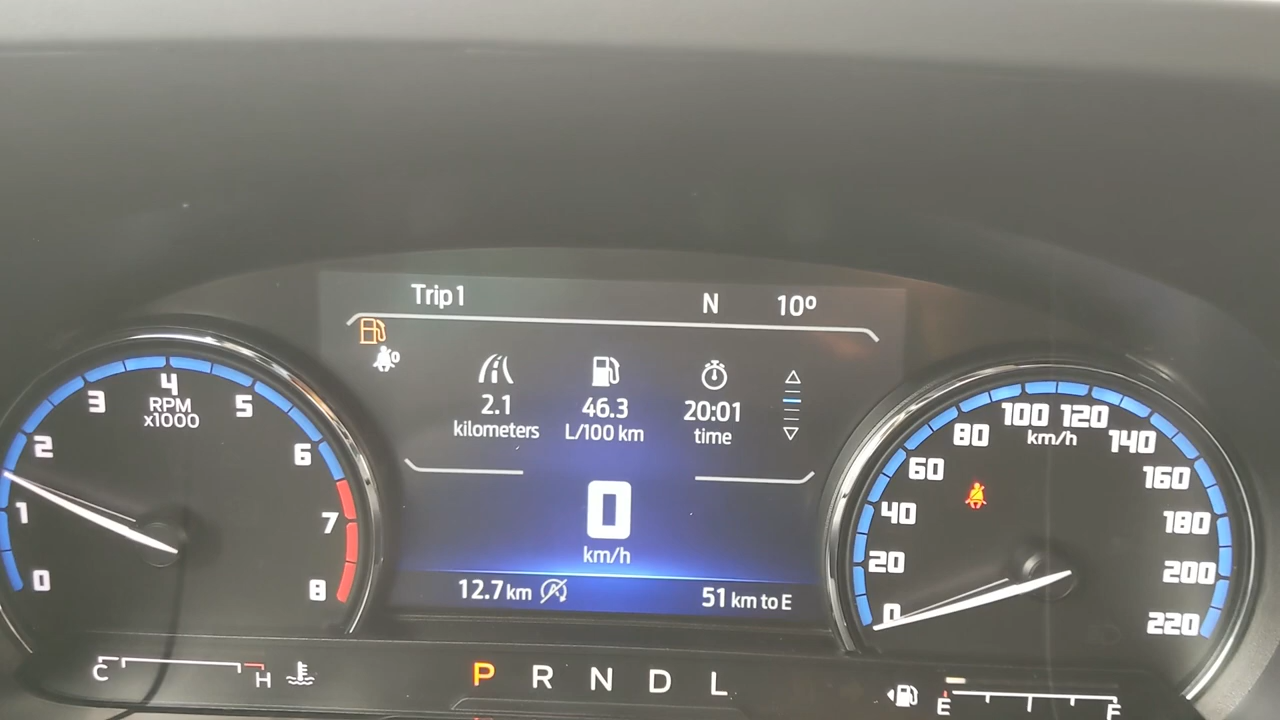 Trip 1 N 10°
2.1 46.3 20:01
kilometers L/100 km time
0
km/h
12.7 km A 51 km to E
0 1 2 3 4 5 6 7 8
RPM
x1000
0 20 40 60 80 100 120 140 160 180 200 220
km/h
C H
P R N D L
E F